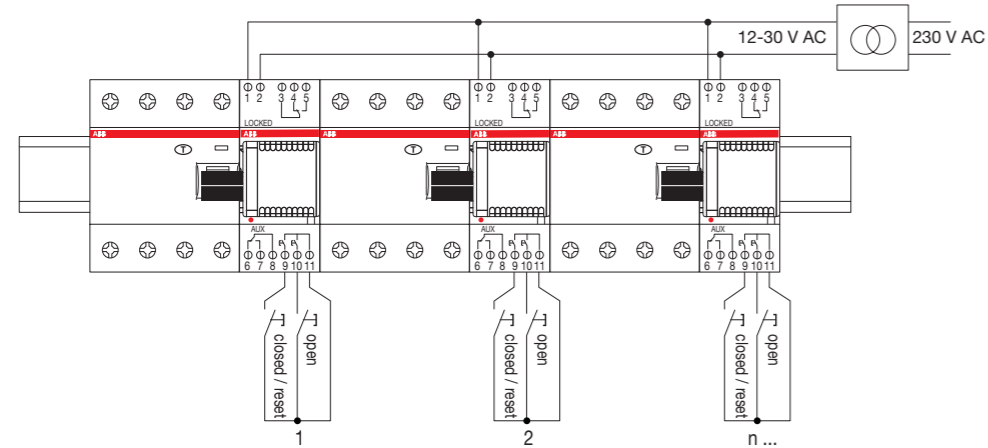 12-30 V AC 230 V AC
1 2 3 4 5 1 2 3 4 5 1 2 3 4 5
LOCKED LOCKED LOCKED
ABB ABB ABB ABB ABB ABB
T T T
AUX AUX AUX
6 7 8 9 10 11 6 7 8 9 10 11 6 7 8 9 10 11
closed / reset open closed / reset open closed / reset open
1 2 n ...